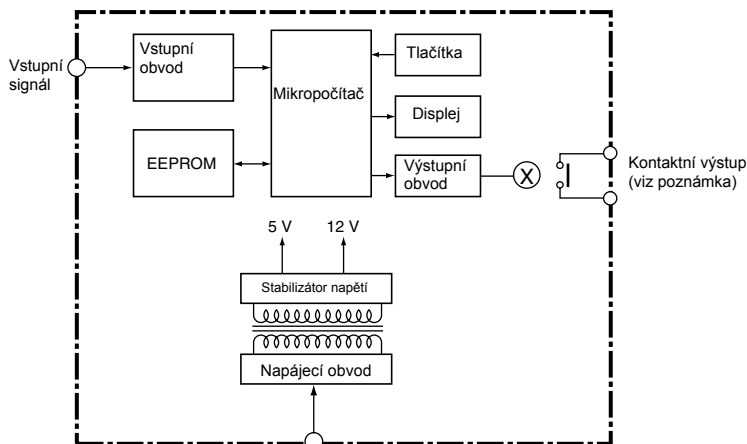 Vstupní
signál
Vstupní
obvod
Mikropočítač
Tlačítka
Displej
EEPROM
Výstupní
obvod
X
Kontaktní výstup
(viz poznámka)
5 V
12 V
Stabilizátor napětí
Napájecí obvod